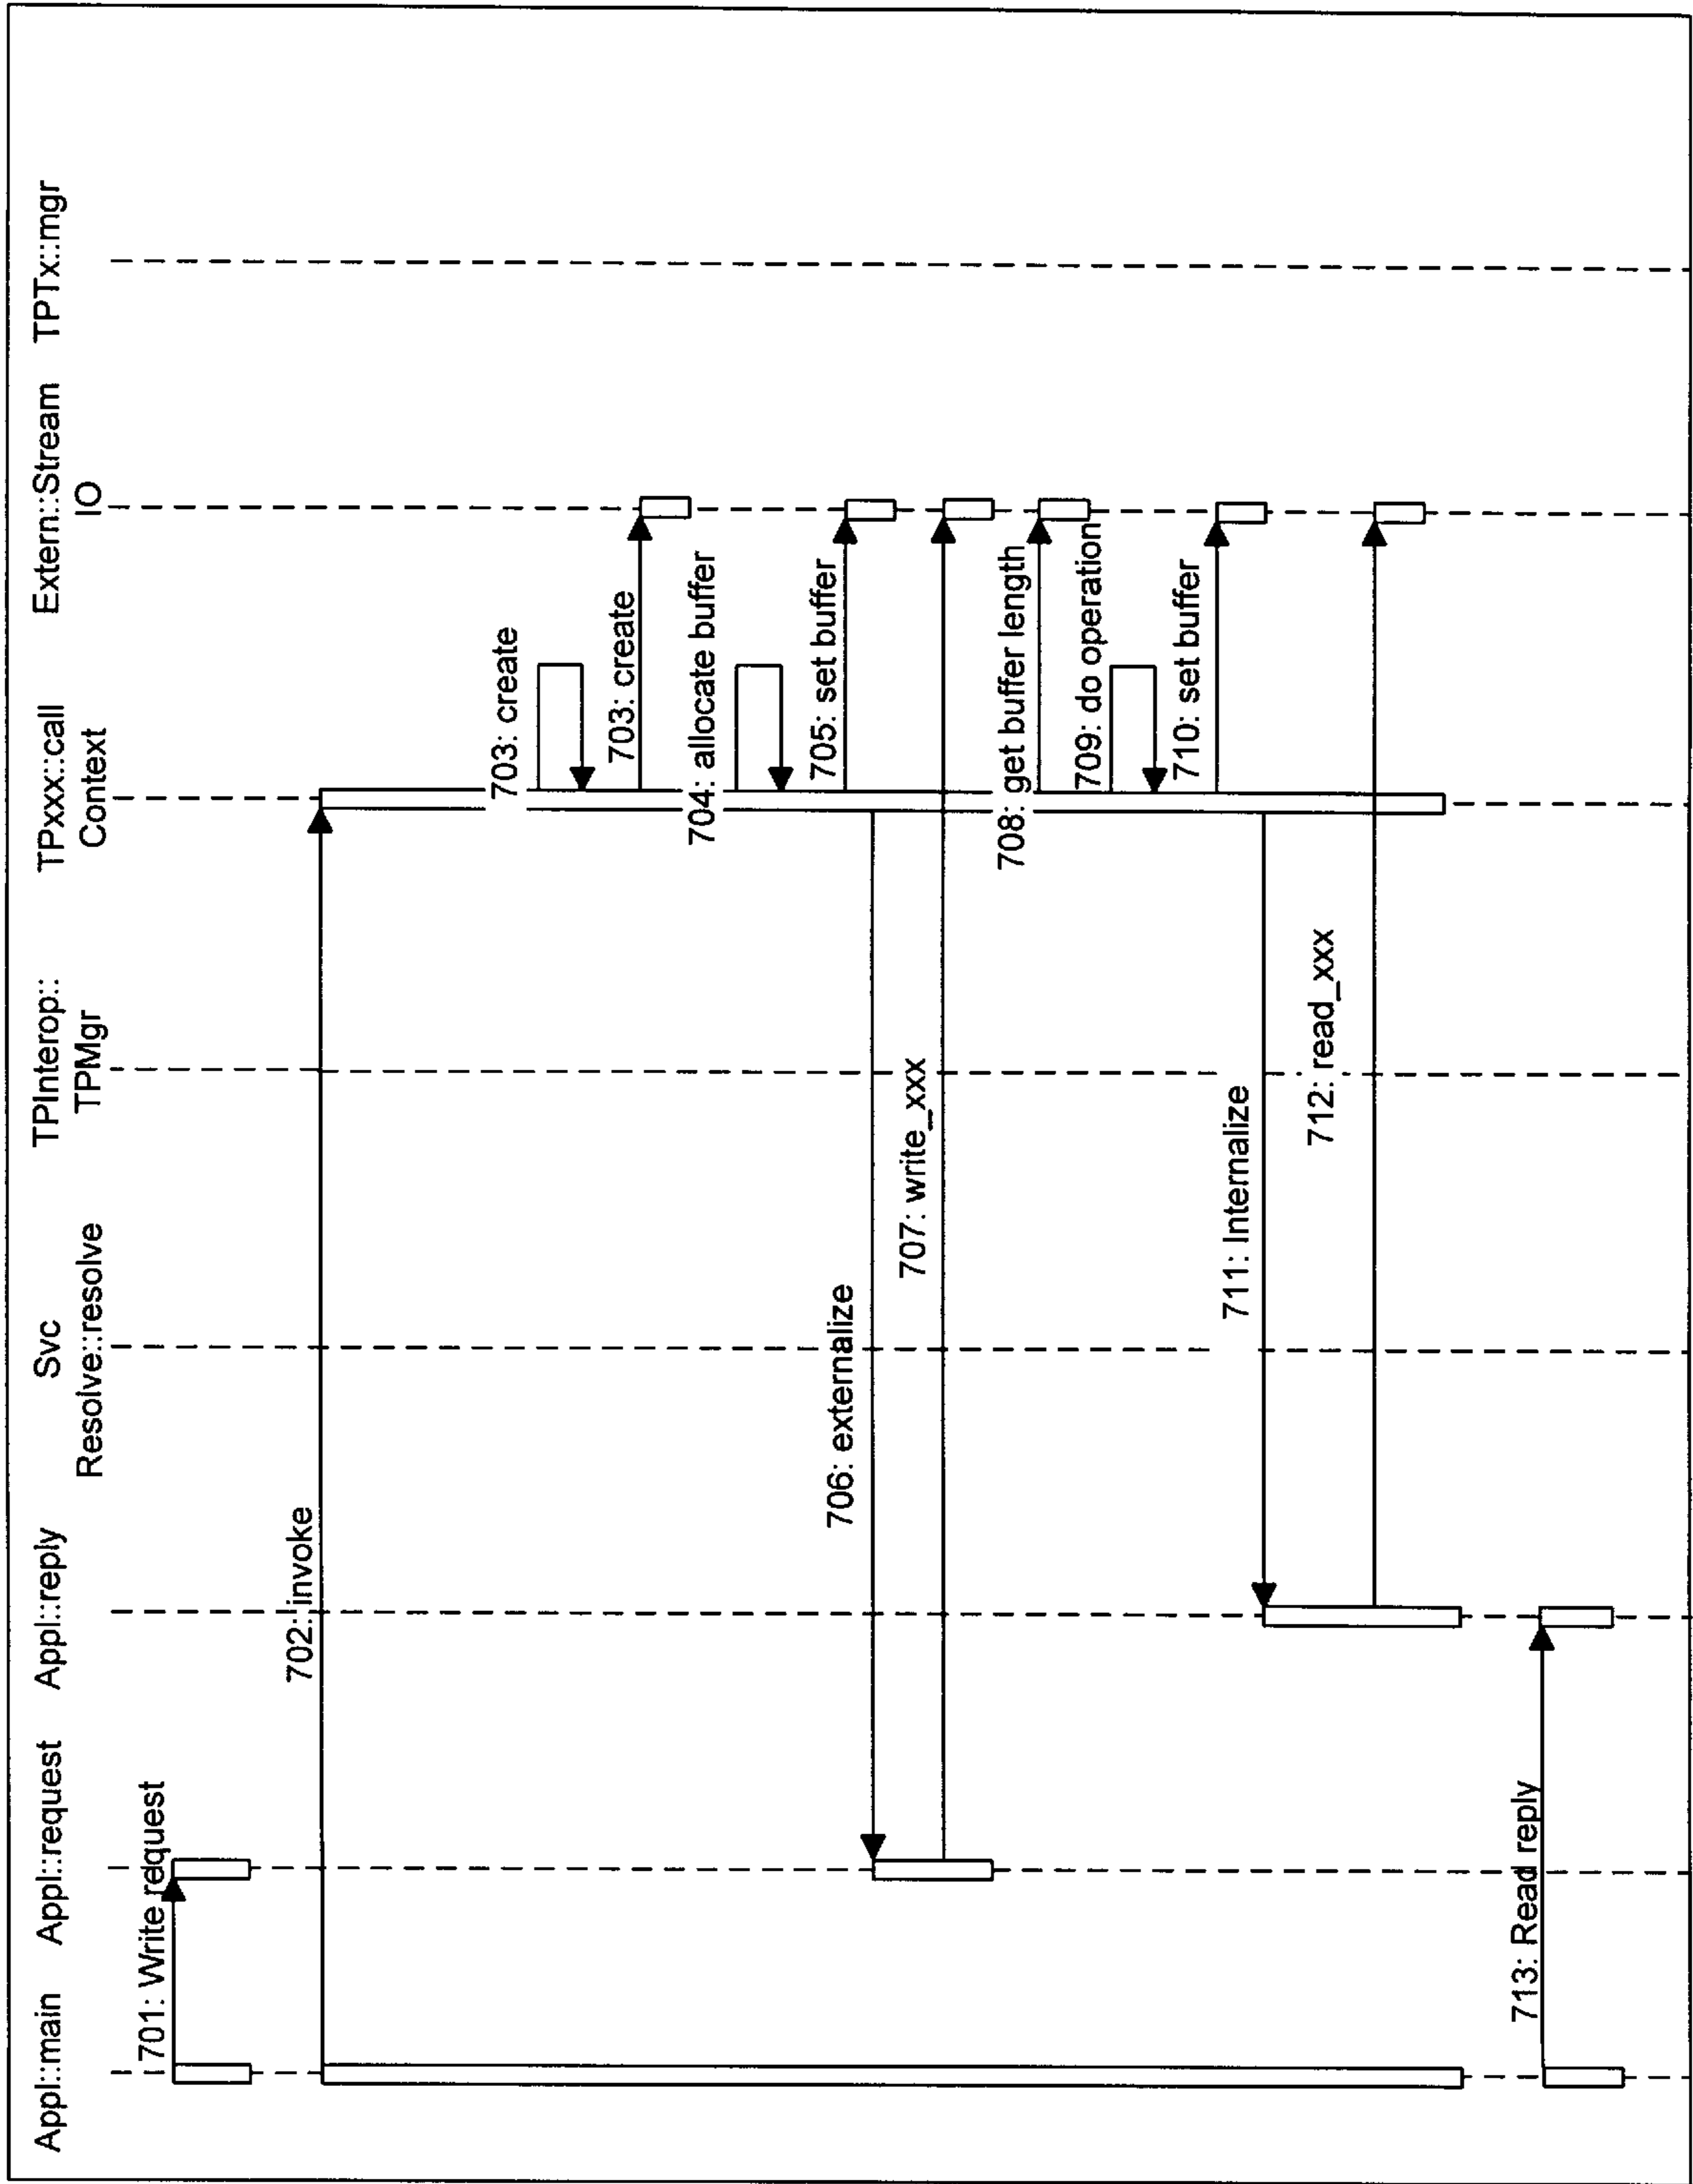 Appl::main
Appl::request
Appl::reply
Svc
Resolve::resolve
TPInterop::
TPMgr
TPxxx::call
Context
Extern::Stream
IO
TPTx::mgr
701: Write request
702: invoke
703: create
703: create
704: allocate buffer
705: set buffer
706: externalize
707: write_xxx
708: get buffer length
709: do operation
710: set buffer
711: Internalize
712: read_xxx
713: Read reply